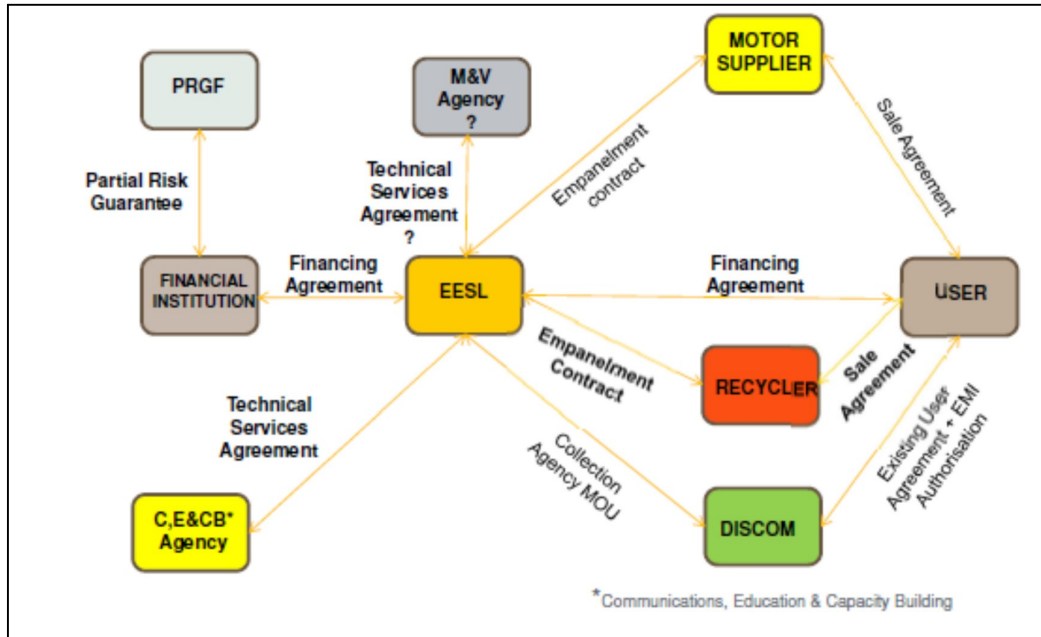 MOTOR
SUPPLIER
PRGF
M&V
Agency
?
Empanelment
contract
Sale Agreement
Partial Risk
Guarantee
Technical
Services
Agreement
?
FINANCIAL
INSTITUTION
Financing
Agreement
EESL
Financing
Agreement
USER
Empanelment
Contract
RECYCLER
Sale
Agreement
Technical
Services
Agreement
Collection
Agency MOU
Existing User
Agreement + EMI
Authorisation
C,E&CB*
Agency
DISCOM
*Communications, Education & Capacity Building